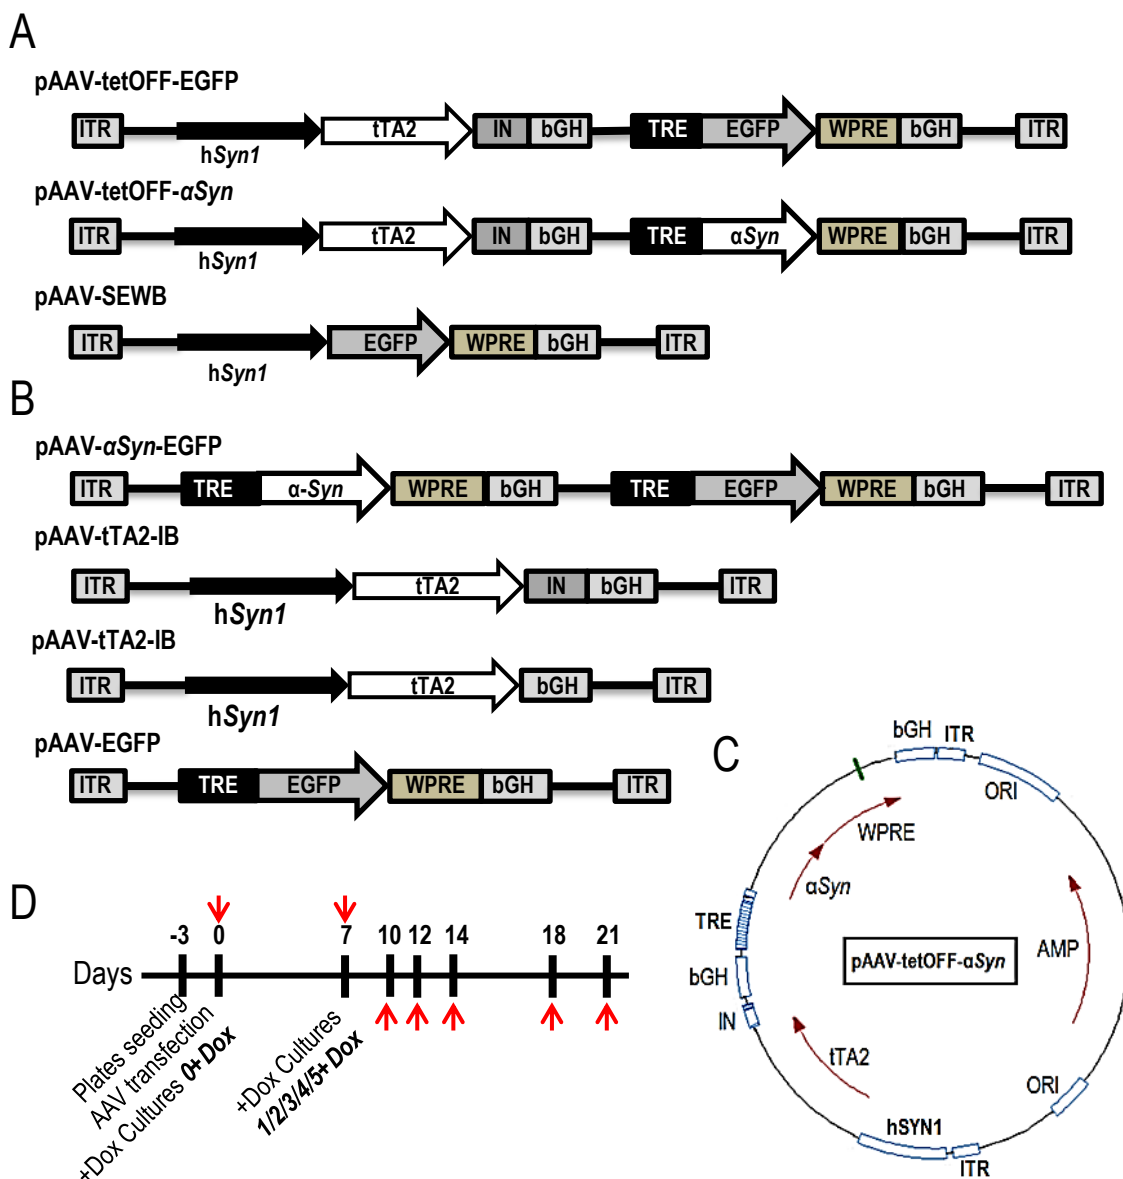 A
pAAV-tetOFF-EGFP
ITR tTA2 IN bGH TRE EGFP WPRE bGH ITR
hSyn1
pAAV-tetOFF-αSyn
ITR tTA2 IN bGH TRE αSyn WPRE bGH ITR
hSyn1
pAAV-SEWB
ITR EGFP WPRE bGH ITR
hSyn1
B
pAAV-αSyn-EGFP
ITR TRE α-Syn WPRE bGH TRE EGFP WPRE bGH ITR
pAAV-tTA2-IB
ITR tTA2 IN bGH ITR
hSyn1
pAAV-tTA2-IB
ITR tTA2 bGH ITR
hSyn1
pAAV-EGFP
ITR TRE EGFP WPRE bGH ITR
C
bGH ITR
ORI
WPRE
αSyn
TRE
AMP
pAAV-tetOFF-αSyn
bGH
IN
tTA2
ORI
hSYN1
ITR
D
-3 0 7 10 12 14 18 21
Days
Plates seeding
AAV transfection
+Dox Cultures 0+Dox
+Dox Cultures
1/2/3/4/5+Dox